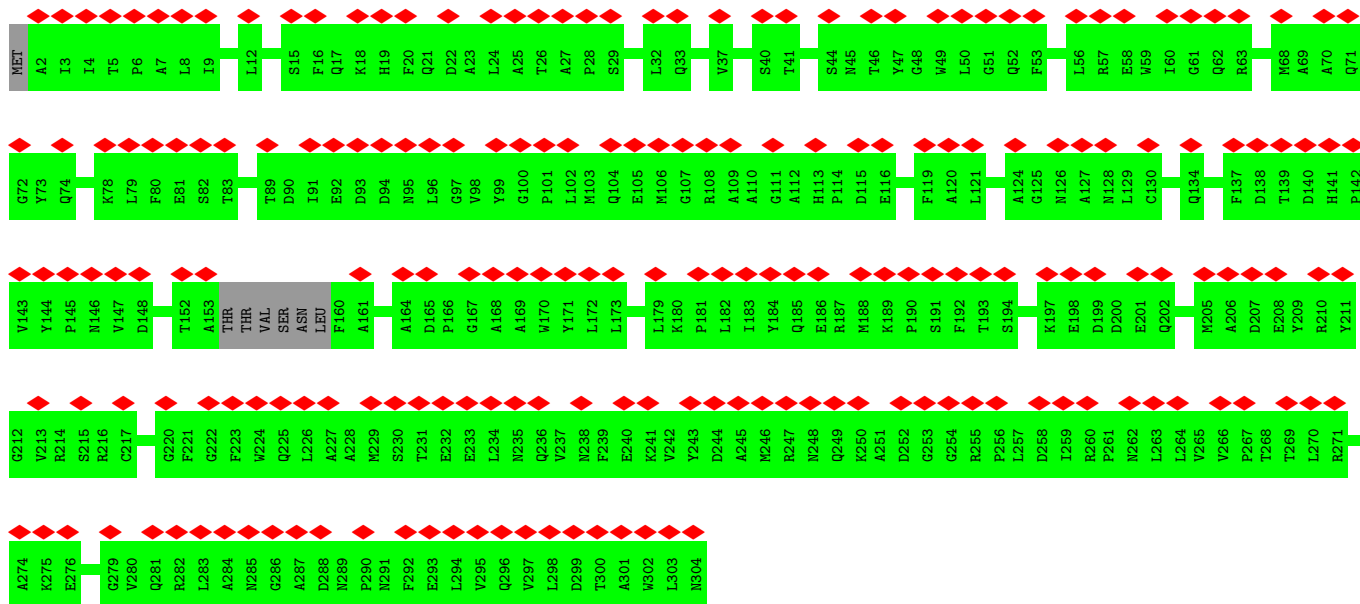 MET A2 I3 I4 T5 P6 A7 L8 I9 L12 S15 F16 Q17 K18 H19 F20 Q21 D22 A23 L24 A25 T26 A27 P28 S29 L32 Q33 V37 S40 T41 S44 N45 T46 Y47 G48 W49 L50 G51 Q52 F53 L56 R57 E58 W59 I60 G61 Q62 R63 M68 A69 A70 Q71
G72 Y73 Q74 K78 L79 F80 E81 S82 T83 T89 D90 I91 E92 D93 D94 N95 L96 G97 V98 Y99 G100 P101 L102 M103 Q104 E105 M106 G107 R108 A109 A110 G111 A112 H113 P114 D115 E116 F119 A120 L121 A124 G125 N126 A127 N128 L129 C130 Q134 F137 D138 T139 D140 H141 P142
V143 Y144 P145 N146 V147 D148 T152 A153 THR THR VAL SER ASN LEU F160 A161 A164 D165 P166 G167 A168 A169 W170 Y171 L172 L173 L179 K180 P181 L182 I183 Y184 Q185 E186 R187 M188 K189 P190 S191 F192 T193 S194 K197 E198 D199 D200 E201 Q202 M205 A206 D207 E208 Y209 R210 Y211
G212 V213 R214 S215 R216 C217 G220 F221 G222 F223 W224 Q225 L226 A227 A228 M229 S230 T231 E232 E233 L234 N235 Q236 V237 N238 F239 E240 K241 V242 Y243 D244 A245 M246 R247 N248 Q249 K250 A251 D252 G253 G254 R255 P256 L257 D258 I259 R260 P261 N262 L263 L264 V265 V266 P267 T268 T269 L270 R271
A274 K275 E276 G279 V280 Q281 R282 L283 A284 N285 G286 A287 D288 N289 P290 N291 F292 E293 L294 V295 Q296 V297 L298 D299 T300 A301 W302 L303 N304